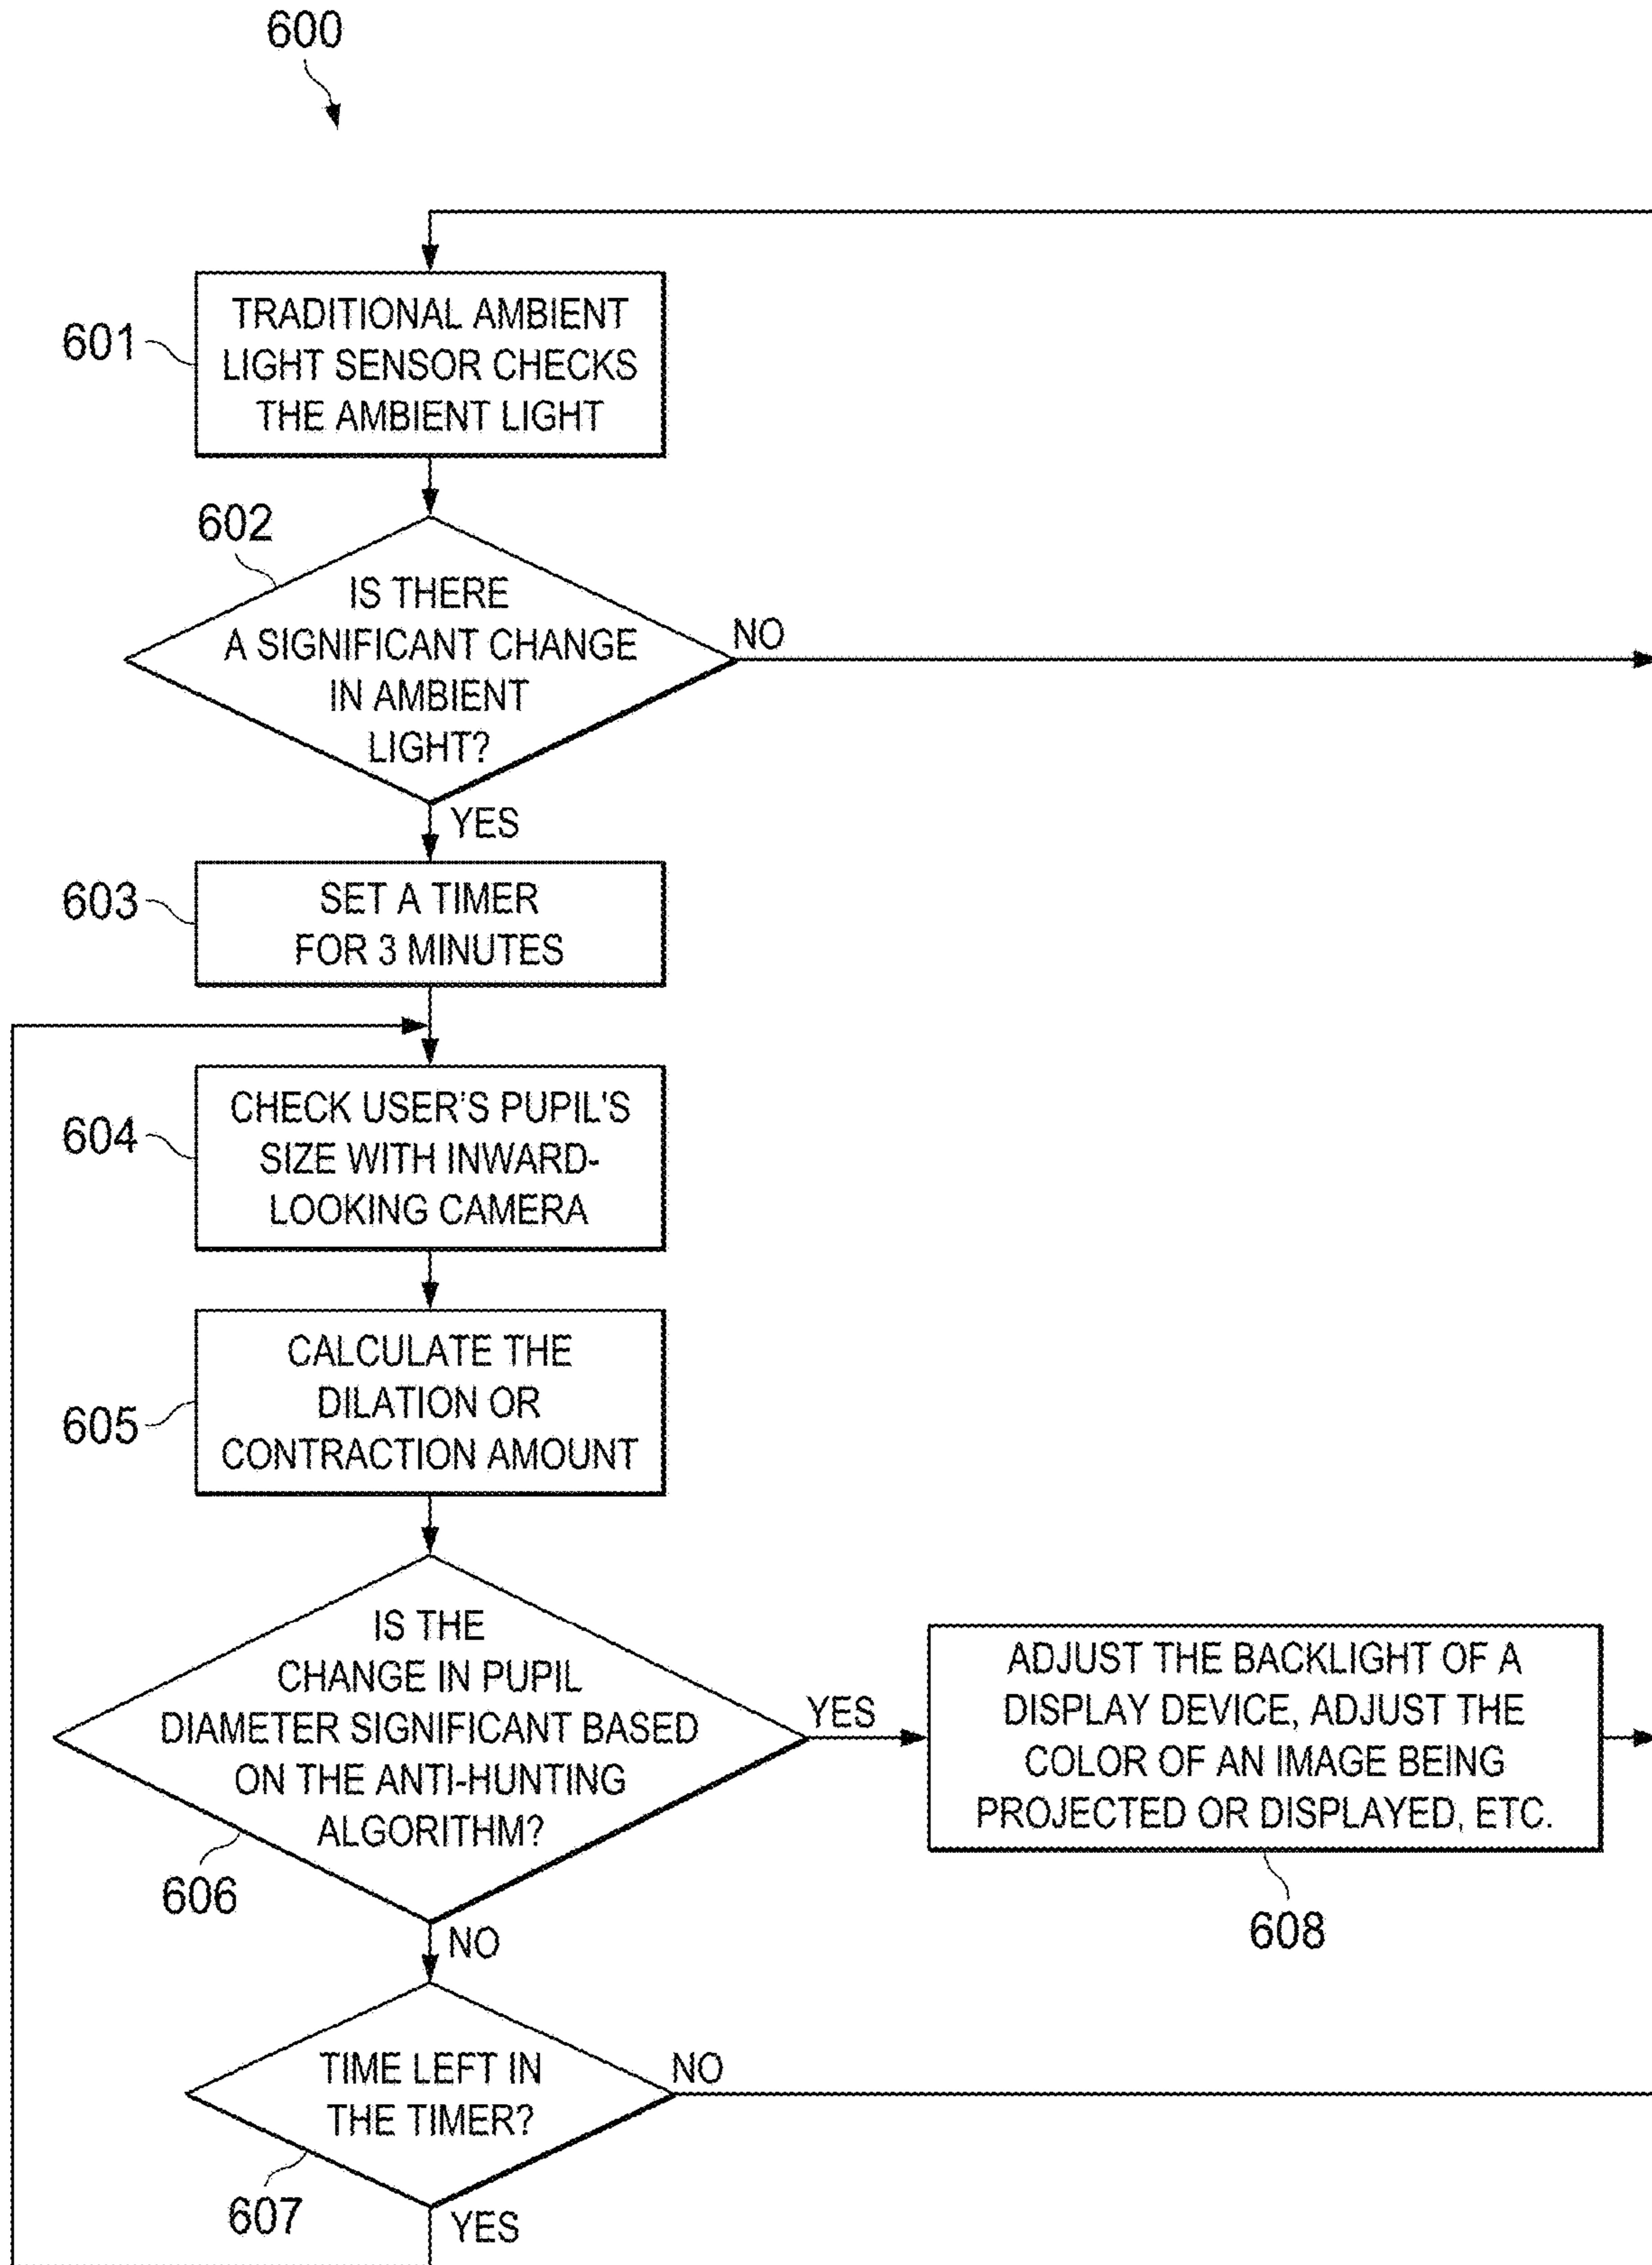 600
601
TRADITIONAL AMBIENT
LIGHT SENSOR CHECKS
THE AMBIENT LIGHT
602
IS THERE
A SIGNIFICANT CHANGE
IN AMBIENT
LIGHT?
NO
YES
603
SET A TIMER
FOR 3 MINUTES
604
CHECK USER'S PUPIL'S
SIZE WITH INWARD-
LOOKING CAMERA
605
CALCULATE THE
DILATION OR
CONTRACTION AMOUNT
606
IS THE
CHANGE IN PUPIL
DIAMETER SIGNIFICANT BASED
ON THE ANTI-HUNTING
ALGORITHM?
YES
ADJUST THE BACKLIGHT OF A
DISPLAY DEVICE, ADJUST THE
COLOR OF AN IMAGE BEING
PROJECTED OR DISPLAYED, ETC.
608
NO
TIME LEFT IN
THE TIMER?
NO
607
YES